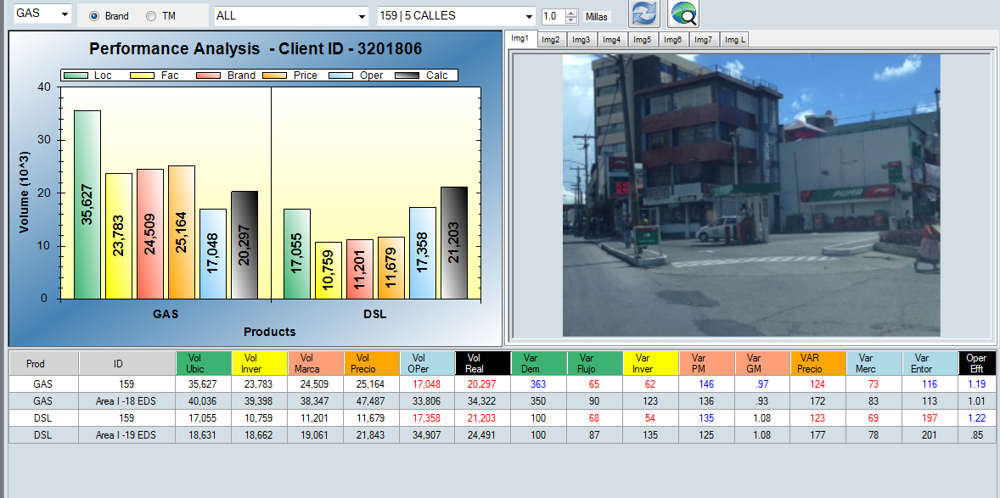 GAS Brand TM ALL 159 | 5 CALLES 1.0 Millas
Img1 Img2 Img3 Img4 Img5 Img6 Img7 Img L
Performance Analysis - Client ID - 3201806
Loc Fac Brand Price Oper Calc
Volume (10^3)
40
30
20
10
0
35,627 23,783 24,509 25,164 17,048 20,297 17,055 10,759 11,201 11,679 17,358 21,203
GAS DSL
Products
PUMA
Prod ID Vol Ubic Vol Inver Vol Marca Vol Precio Vol OPer Vol Real Var Dem Var Flujo Var Inver Var PM Var GM VAR Precio Var Merc Var Entor Oper Efft
GAS 159 35,627 23,783 24,509 25,164 17,048 20,297 363 65 62 146 .97 124 73 116 1.19
GAS Area I -18 EDS 40,036 39,398 38,347 47,487 33,806 34,322 350 90 123 136 .93 172 83 113 1.01
DSL 159 17,055 10,759 11,201 11,679 17,358 21,203 100 68 54 135 1.08 123 69 197 1.22
DSL Area I -19 EDS 18,631 18,662 19,061 21,843 34,907 24,491 100 87 135 125 1.08 177 78 201 .85